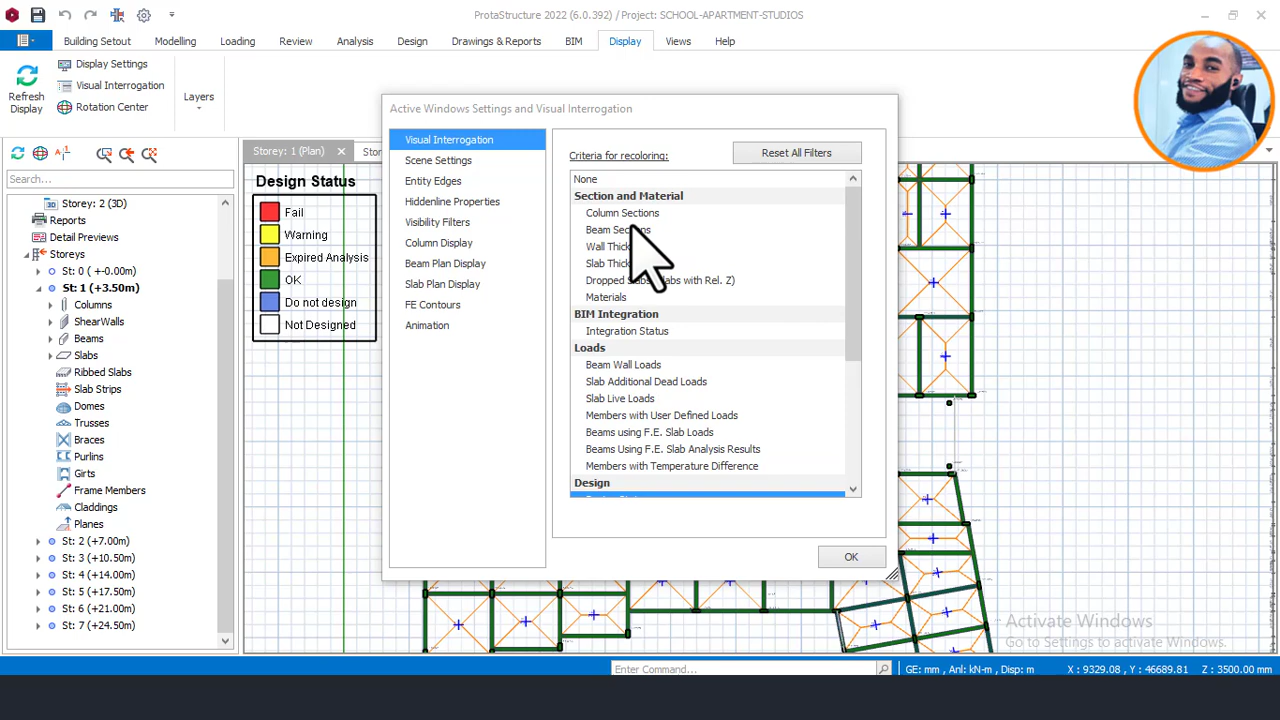 ProtaStructure 2022 (6.0.392) / Project: SCHOOL-APARTMENT-STUDIOS
Building Setout Modelling Loading Review Analysis Design Drawings & Reports BIM Display Views Help
Refresh Display
Display Settings
Visual Interrogation
Rotation Center
Layers
Search...
Storey: 2 (3D)
Reports
Detail Previews
Storeys
St: 0 (+-0.00m)
St: 1 (+3.50m)
Columns
ShearWalls
Beams
Slabs
Ribbed Slabs
Slab Strips
Domes
Trusses
Braces
Purlins
Girts
Frame Members
Claddings
Planes
St: 2 (+7.00m)
St: 3 (+10.50m)
St: 4 (+14.00m)
St: 5 (+17.50m)
St: 6 (+21.00m)
St: 7 (+24.50m)
Storey: 1 (Plan)
Design Status
Fail
Warning
Expired Analysis
OK
Do not design
Not Designed
Active Windows Settings and Visual Interrogation
Visual Interrogation
Scene Settings
Entity Edges
Hiddenline Properties
Visibility Filters
Column Display
Beam Plan Display
Slab Plan Display
FE Contours
Animation
Criteria for recoloring:
Reset All Filters
None
Section and Material
Column Sections
Beam Sections
Wall
Slab
Dropped Slabs (Slabs with Rel. Z)
Materials
BIM Integration
Integration Status
Loads
Beam Wall Loads
Slab Additional Dead Loads
Slab Live Loads
Members with User Defined Loads
Beams using F.E. Slab Loads
Beams Using F.E. Slab Analysis Results
Members with Temperature Difference
Design
OK
Activate Windows
Go to Settings to activate Windows.
Enter Command...
GE: mm, Anl: kN-m, Disp: m
X : 9329.08 , Y : 46689.81
Z : 3500.00 mm